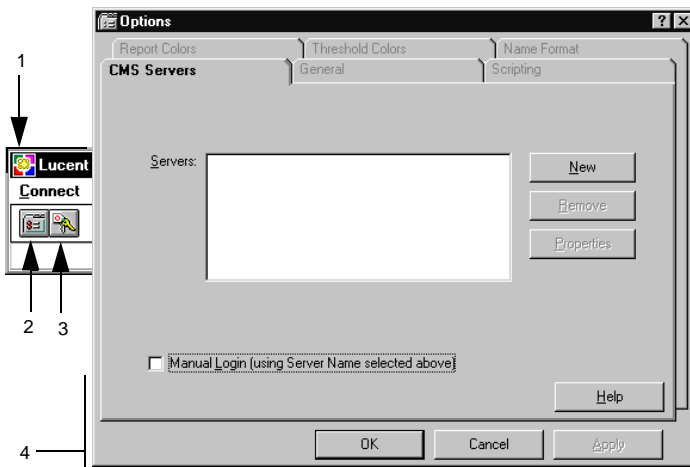 Options
Report Colors Threshold Colors Name Format
CMS Servers General Scripting
1
Lucent
Connect
Servers:
New
Remove
Properties
2 3
Manual Login (using Server Name selected above)
Help
4
OK Cancel Apply